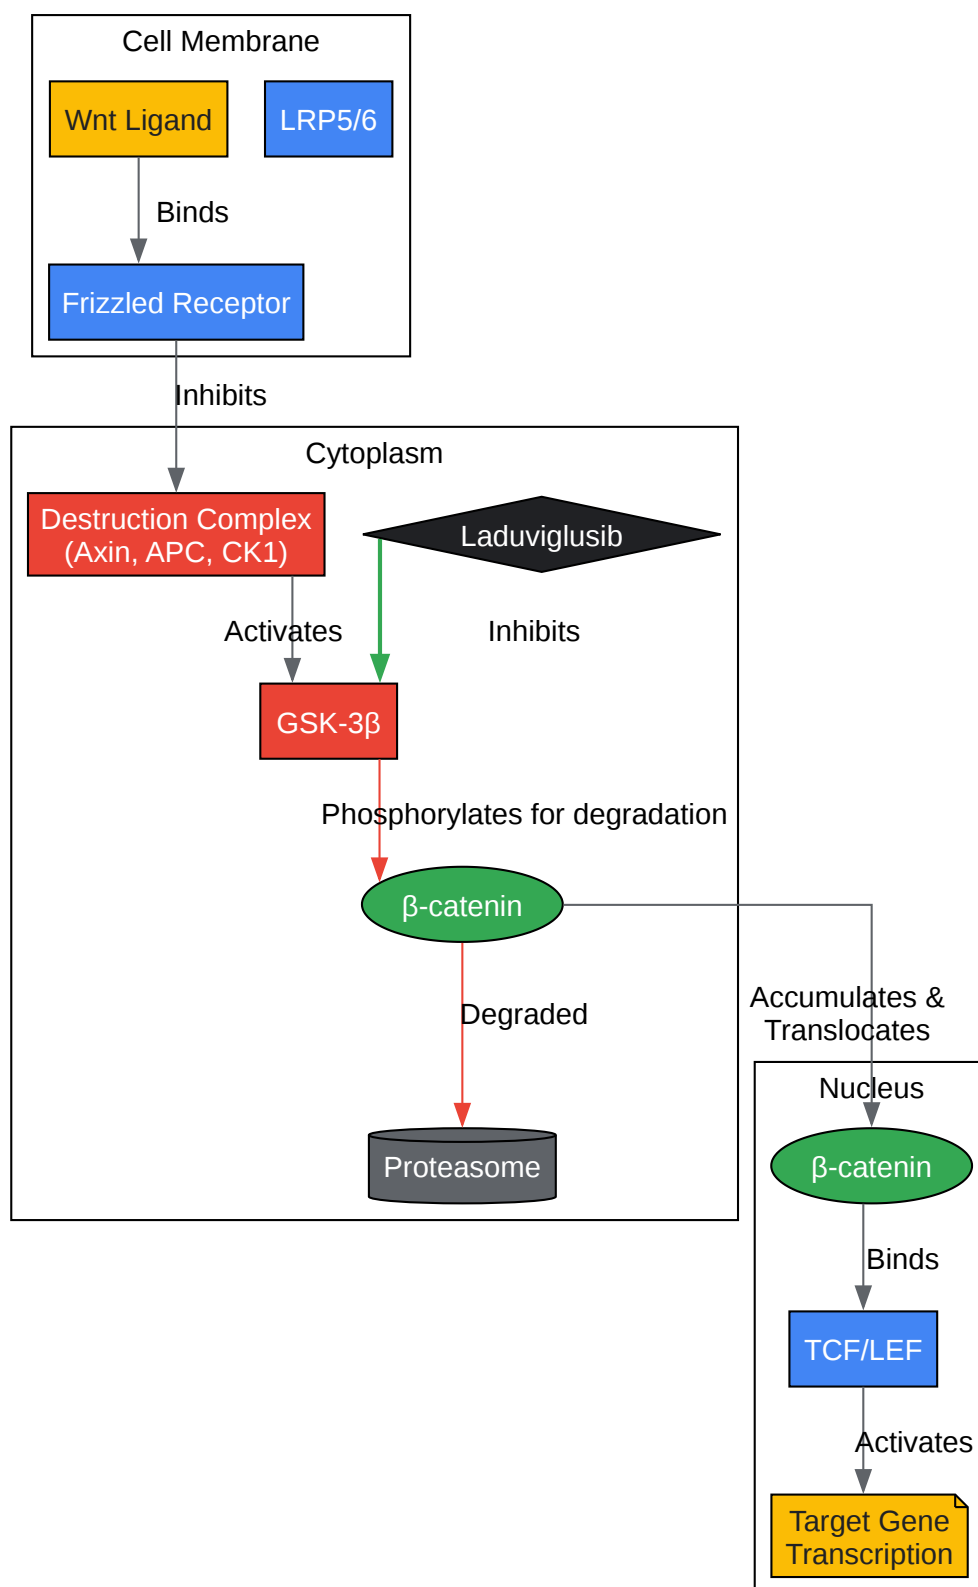 Cell Membrane
Wnt Ligand
LRP5/6
Binds
Frizzled Receptor
Inhibits
Cytoplasm
Destruction Complex
(Axin, APC, CK1)
Laduviglusib
Activates
Inhibits
GSK-3β
Phosphorylates for degradation
β-catenin
Degraded
Accumulates &
Translocates
Nucleus
Proteasome
β-catenin
Binds
TCF/LEF
Activates
Target Gene
Transcription